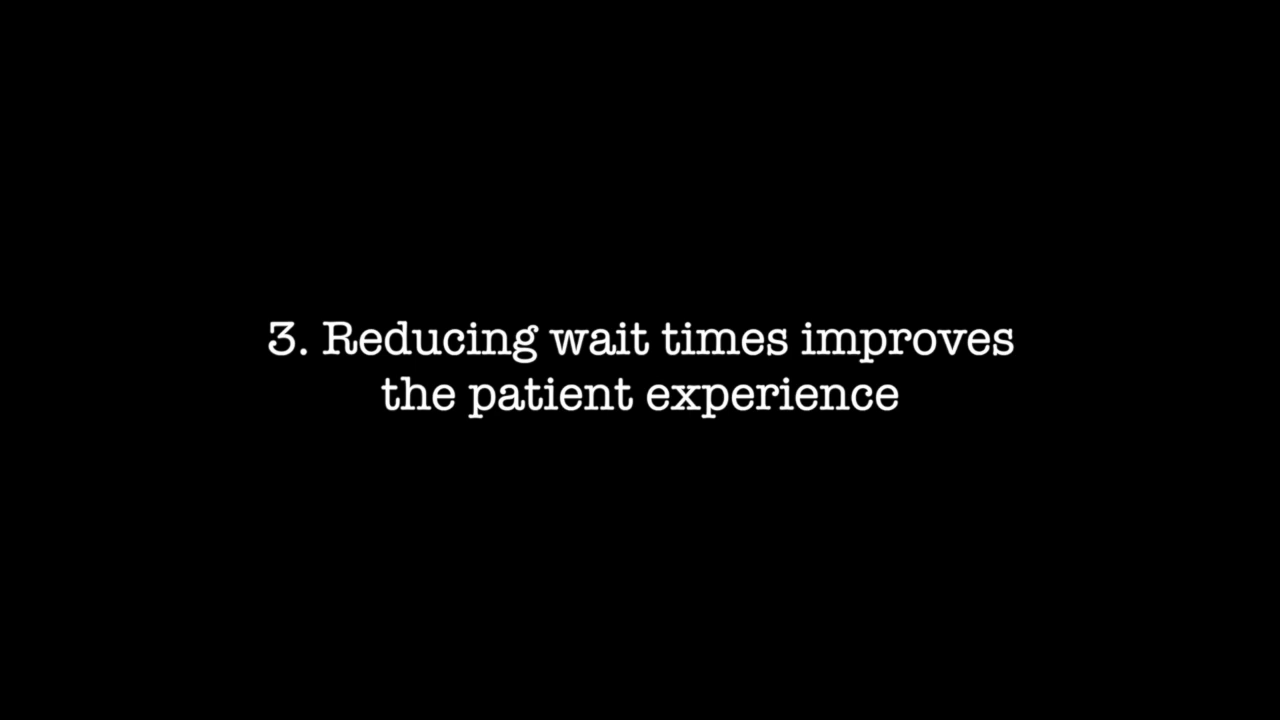 3. Reducing wait times improves
the patient experience